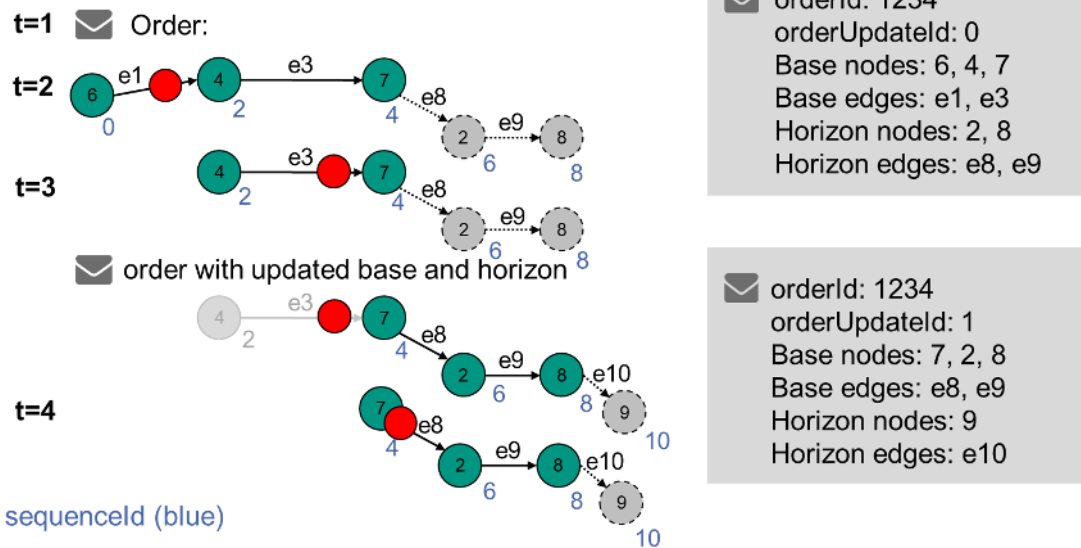 t=1 Order:
orderId: 1234
orderUpdateId: 0
Base nodes: 6, 4, 7
Base edges: e1, e3
Horizon nodes: 2, 8
Horizon edges: e8, e9
t=2
6 e1 4 e3 7 e8 2 e9 8
0 2 4 6 8
t=3
4 e3 7 e8 2 e9 8
2 4 6 8
order with updated base and horizon
4 e3 7 e8 2 e9 8 e10 9
2 4 6 8 10
orderId: 1234
orderUpdateId: 1
Base nodes: 7, 2, 8
Base edges: e8, e9
Horizon nodes: 9
Horizon edges: e10
t=4
7 e8 2 e9 8 e10 9
4 6 8 10
sequenceId (blue)